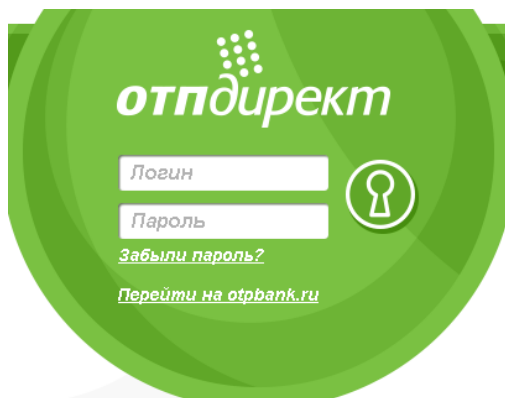 отпдирект
Логин
Пароль
Забыли пароль?
Перейти на otpbank.ru